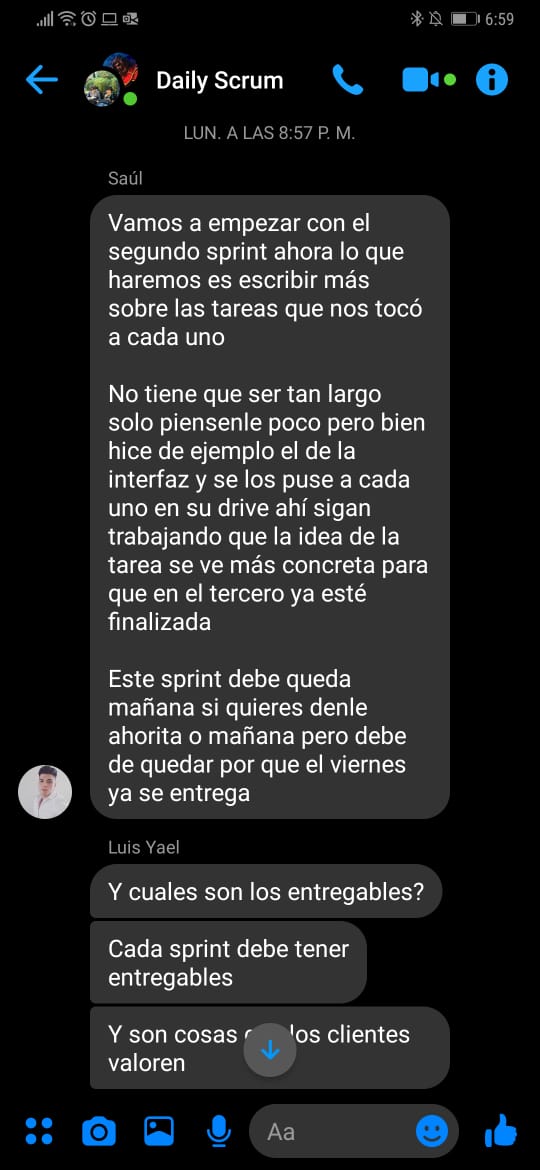 6:59
Daily Scrum
LUN. A LAS 8:57 P. M.
Saúl
Vamos a empezar con el
segundo sprint ahora lo que
haremos es escribir más
sobre las tareas que nos tocó
a cada uno
No tiene que ser tan largo
solo piensenle poco pero bien
hice de ejemplo el de la
interfaz y se los puse a cada
uno en su drive ahí sigan
trabajando que la idea de la
tarea se ve más concreta para
que en el tercero ya esté
finalizada
Este sprint debe queda
mañana si quieres denle
ahorita o mañana pero debe
de quedar por que el viernes
ya se entrega
Luis Yael
Y cuales son los entregables?
Cada sprint debe tener
entregables
Y son cosas los clientes
valoren
Aa